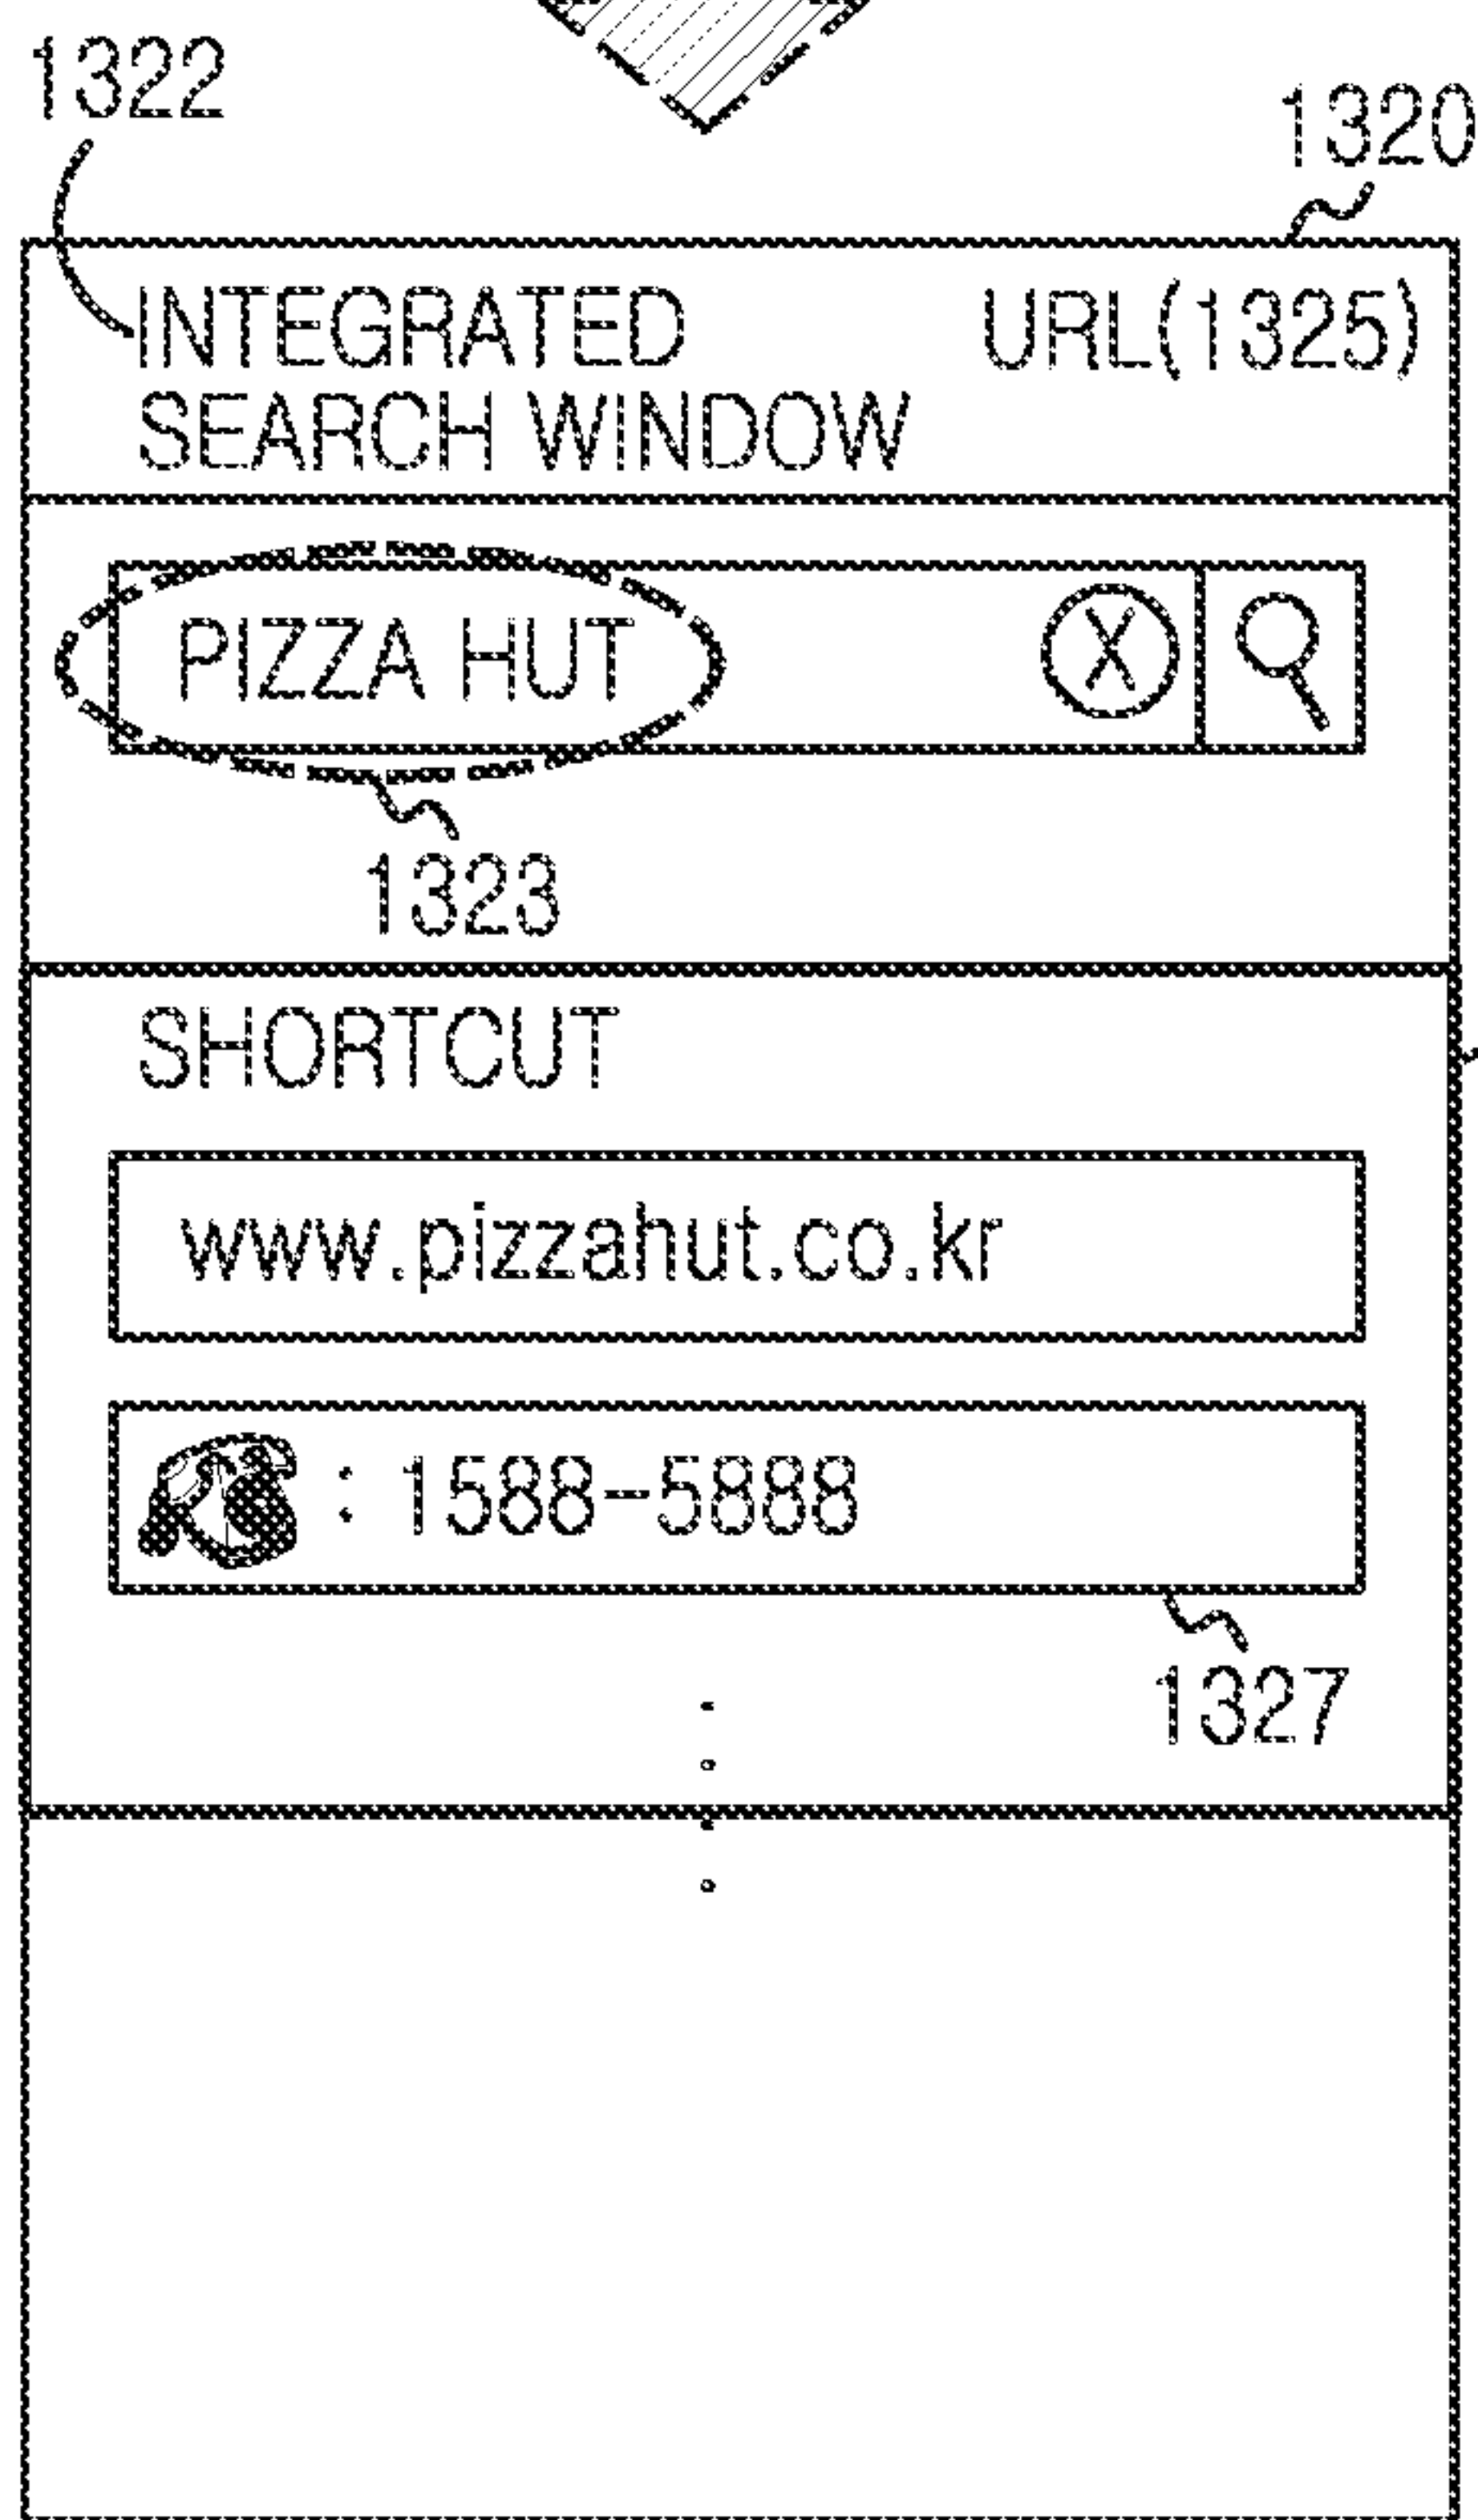 1322
1320
INTEGRATED URL(1325)
SEARCH WINDOW
PIZZA HUT X
1323
SHORTCUT
www.pizzahut.co.kr
: 1588-5888
1327